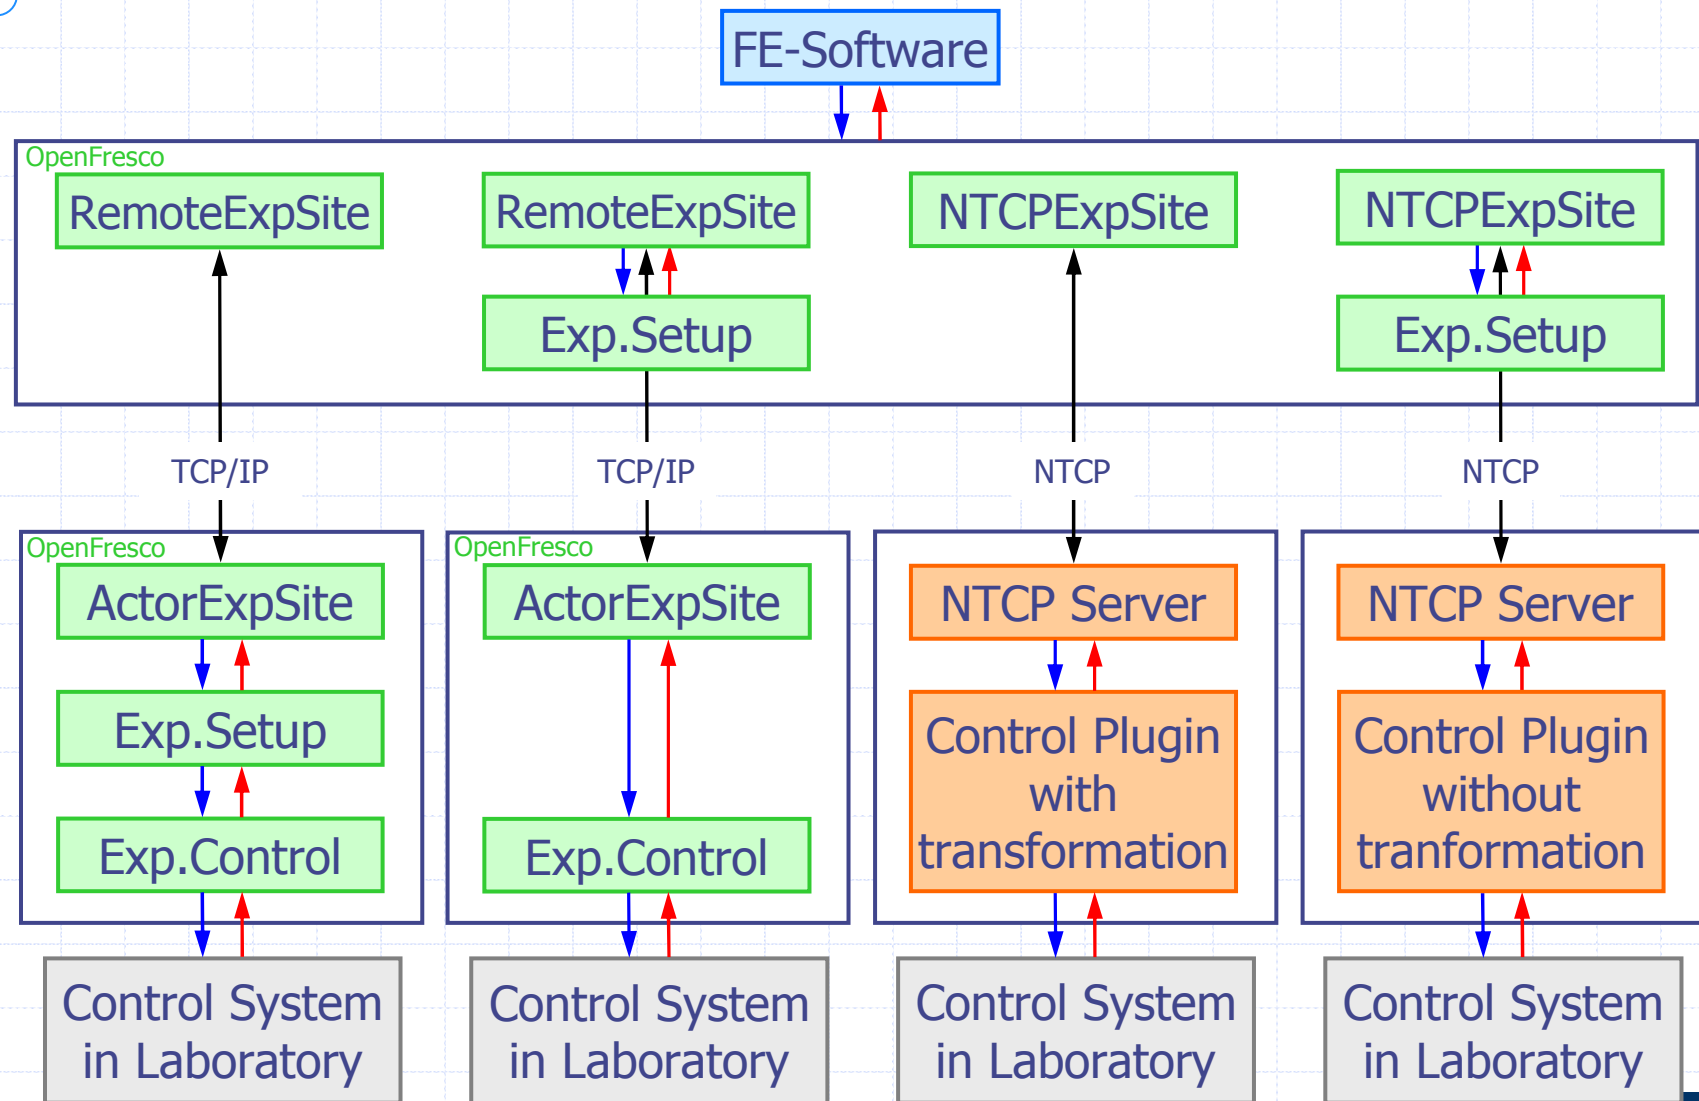 FE-Software
OpenFresco
RemoteExpSite
RemoteExpSite
NTCPExpSite
NTCPExpSite
Exp.Setup
Exp.Setup
TCP/IP
TCP/IP
NTCP
NTCP
OpenFresco
OpenFresco
ActorExpSite
ActorExpSite
NTCP Server
NTCP Server
Exp.Setup
Exp.Control
Exp.Control
Control Plugin
with
transformation
Control Plugin
without
tranformation
Control System
in Laboratory
Control System
in Laboratory
Control System
in Laboratory
Control System
in Laboratory